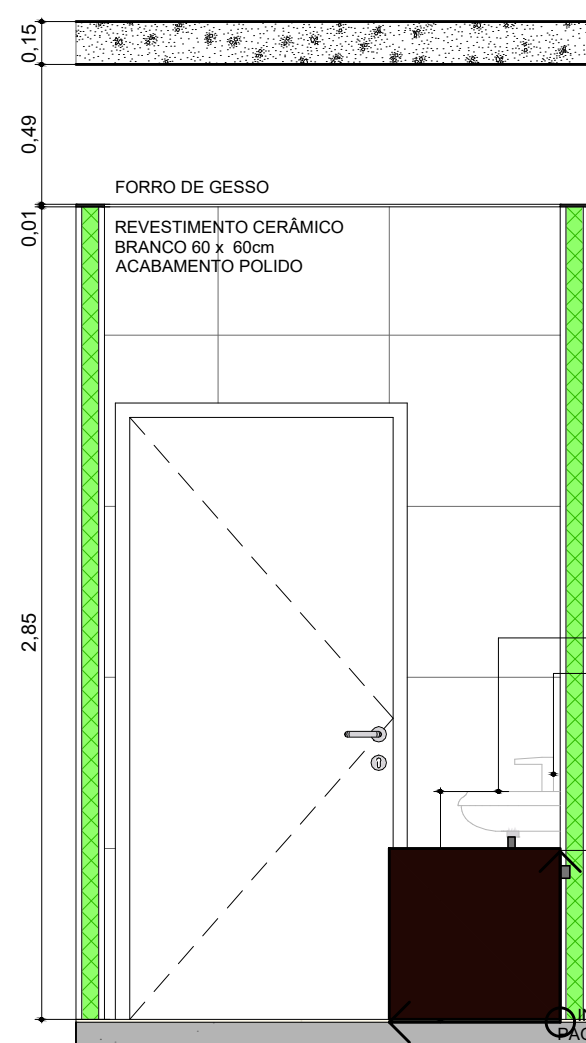 0,15
0,49
FORRO DE GESSO
0,01
REVESTIMENTO CERÂMICO
BRANCO 60 x 60cm
ACABAMENTO POLIDO
2,85